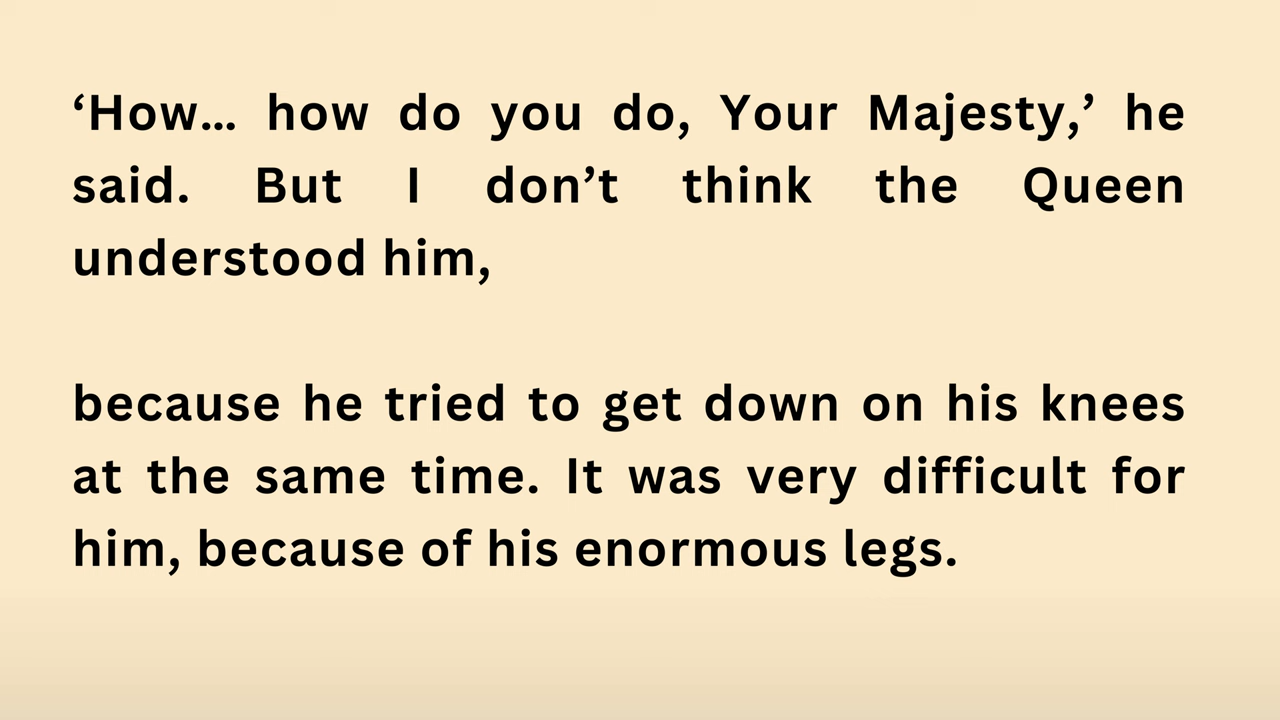 ‘How... how do you do, Your Majesty,’ he
said. But I don’t think the Queen
understood him,
because he tried to get down on his knees
at the same time. It was very difficult for
him, because of his enormous legs.